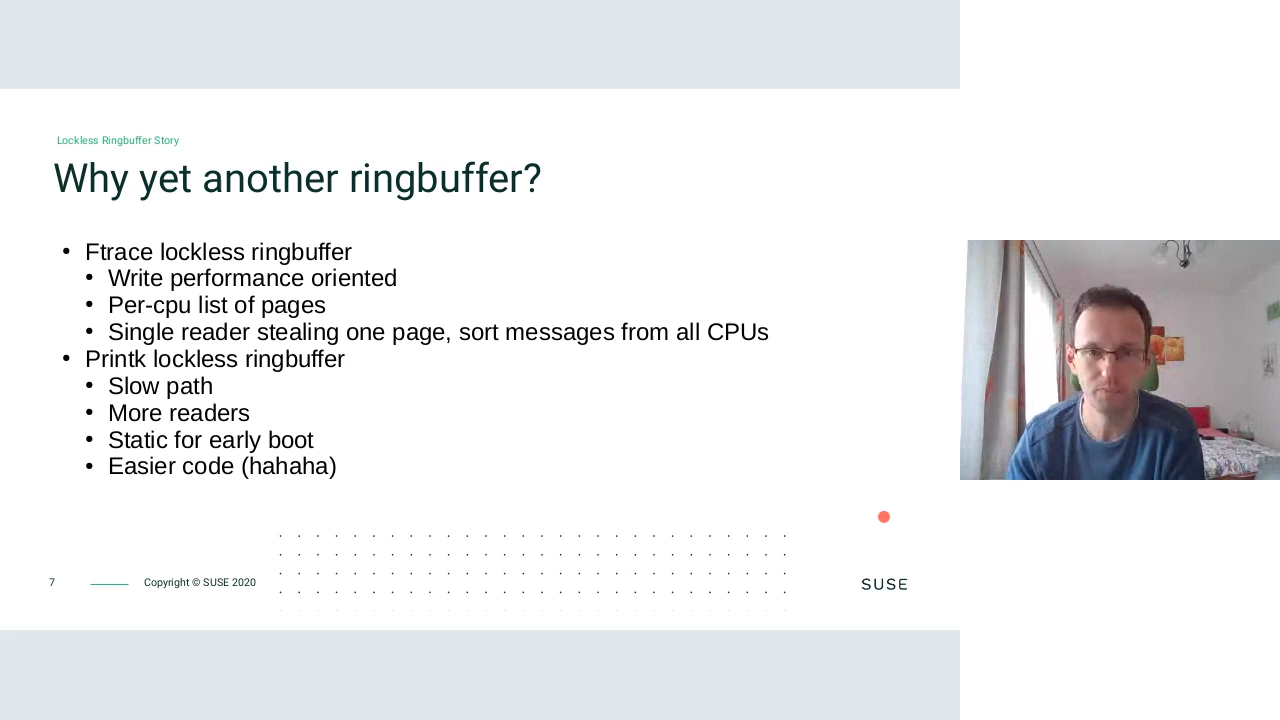 Lockless Ringbuffer Story
Why yet another ringbuffer?
• Ftrace lockless ringbuffer
• Write performance oriented
• Per-cpu list of pages
• Single reader stealing one page, sort messages from all CPUs
• Printk lockless ringbuffer
• Slow path
• More readers
• Static for early boot
• Easier code (hahaha)
7
Copyright © SUSE 2020
SUSE